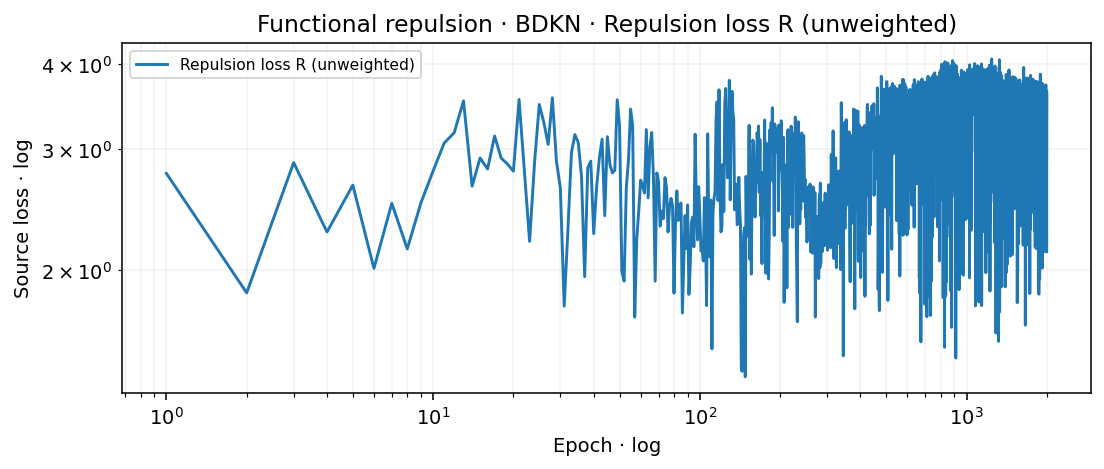 Functional repulsion · BDKN · Repulsion loss R (unweighted)
Repulsion loss R (unweighted)
Source loss · log
4 × 10⁰
3 × 10⁰
2 × 10⁰
10⁰ 10¹ 10² 10³
Epoch · log